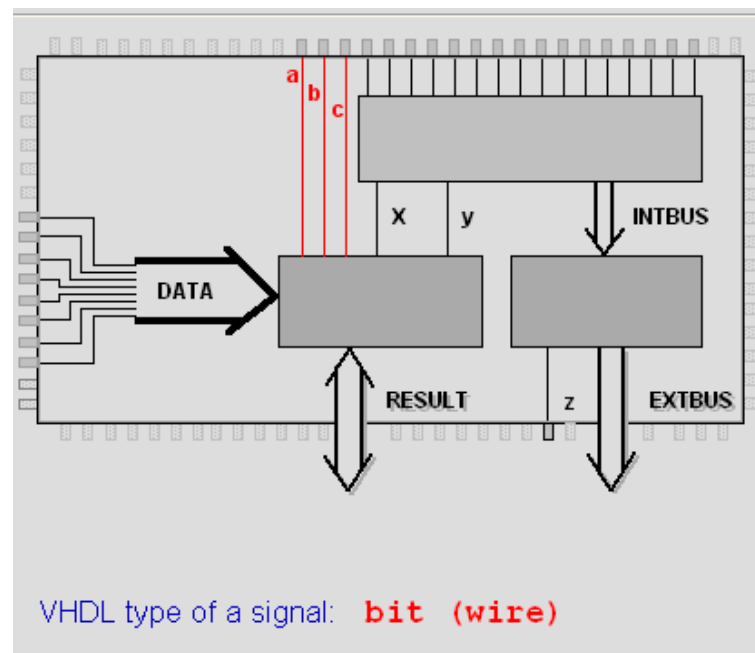 a
b
c
X y INTBUS
DATA
RESULT z EXTBUS
VHDL type of a signal: bit (wire)